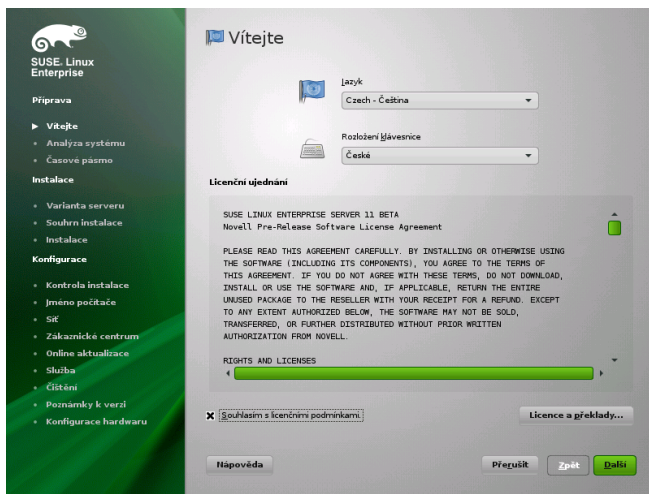 SUSE. Linux
Enterprise
Příprava
Vítejte
Analýza systému
Časové pásmo
Instalace
Varianta serveru
Souhrn instalace
Instalace
Konfigurace
Kontrola instalace
Jméno počítače
Síť
Zákaznické centrum
Online aktualizace
Služba
Čištění
Poznámky k verzi
Konfigurace hardwaru
Vítejte
Jazyk
Czech - Čeština
Rozložení klávesnice
České
Licenční ujednání
SUSE LINUX ENTERPRISE SERVER 11 BETA
Novell Pre-Release Software License Agreement
PLEASE READ THIS AGREEMENT CAREFULLY. BY INSTALLING OR OTHERWISE USING
THE SOFTWARE (INCLUDING ITS COMPONENTS), YOU AGREE TO THE TERMS OF
THIS AGREEMENT. IF YOU DO NOT AGREE WITH THESE TERMS, DO NOT DOWNLOAD,
INSTALL OR USE THE SOFTWARE AND, IF APPLICABLE, RETURN THE ENTIRE
UNUSED PACKAGE TO THE RESELLER WITH YOUR RECEIPT FOR A REFUND. EXCEPT
TO ANY EXTENT AUTHORIZED BELOW, THE SOFTWARE MAY NOT BE SOLD,
TRANSFERRED, OR FURTHER DISTRIBUTED WITHOUT PRIOR WRITTEN
AUTHORIZATION FROM NOVELL.
RIGHTS AND LICENSES
Souhlasím s licenčními podmínkami.
Licence a překlady...
Nápověda
Přerušit
Zpět
Další